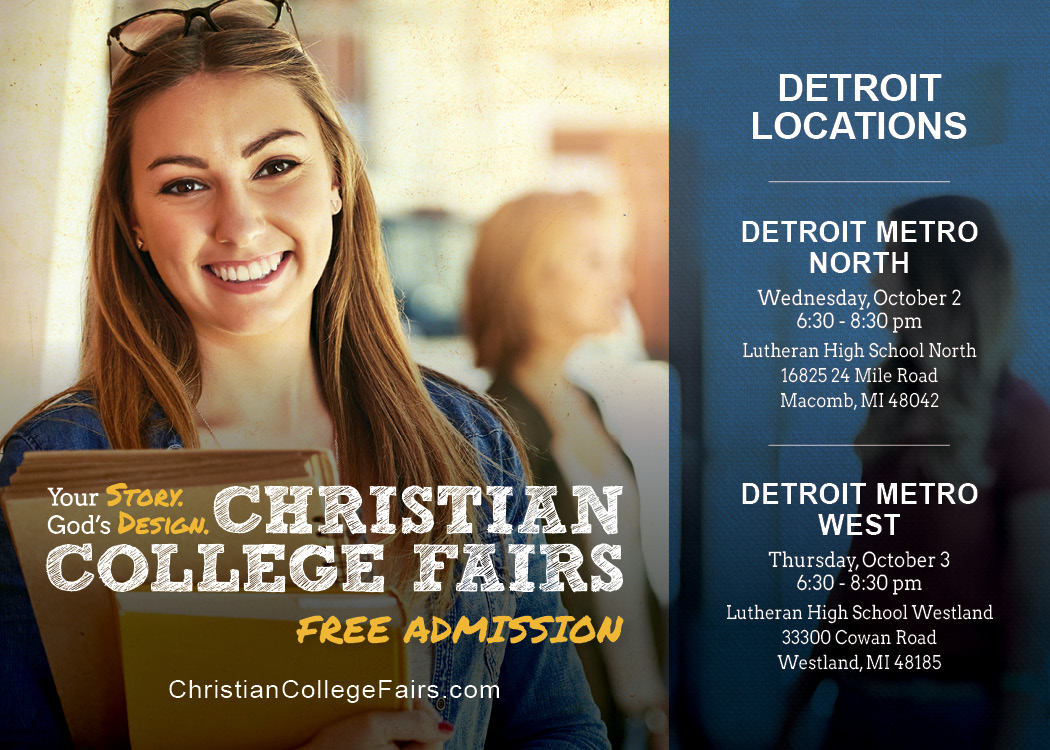 Your Story.
God's Design.
CHRISTIAN
COLLEGE FAIRS
FREE ADMISSION
ChristianCollegeFairs.com
DETROIT
LOCATIONS
DETROIT METRO
NORTH
Wednesday, October 2
6:30 - 8:30 pm
Lutheran High School North
16825 24 Mile Road
Macomb, MI 48042
DETROIT METRO
WEST
Thursday, October 3
6:30 - 8:30 pm
Lutheran High School Westland
33300 Cowan Road
Westland, MI 48185